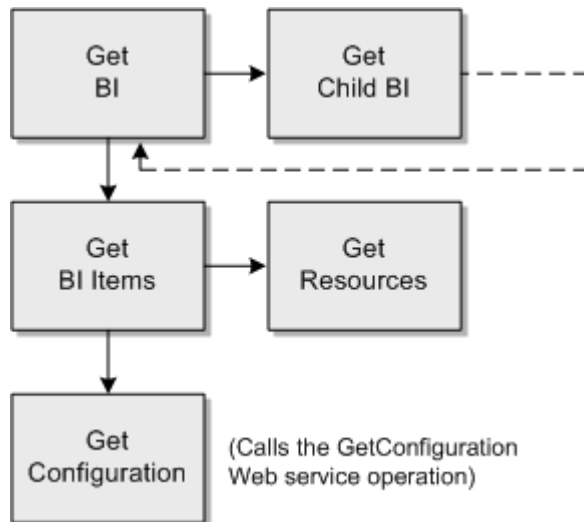 Get
BI
Get
Child BI
Get
BI Items
Get
Resources
Get
Configuration
(Calls the GetConfiguration
Web service operation)